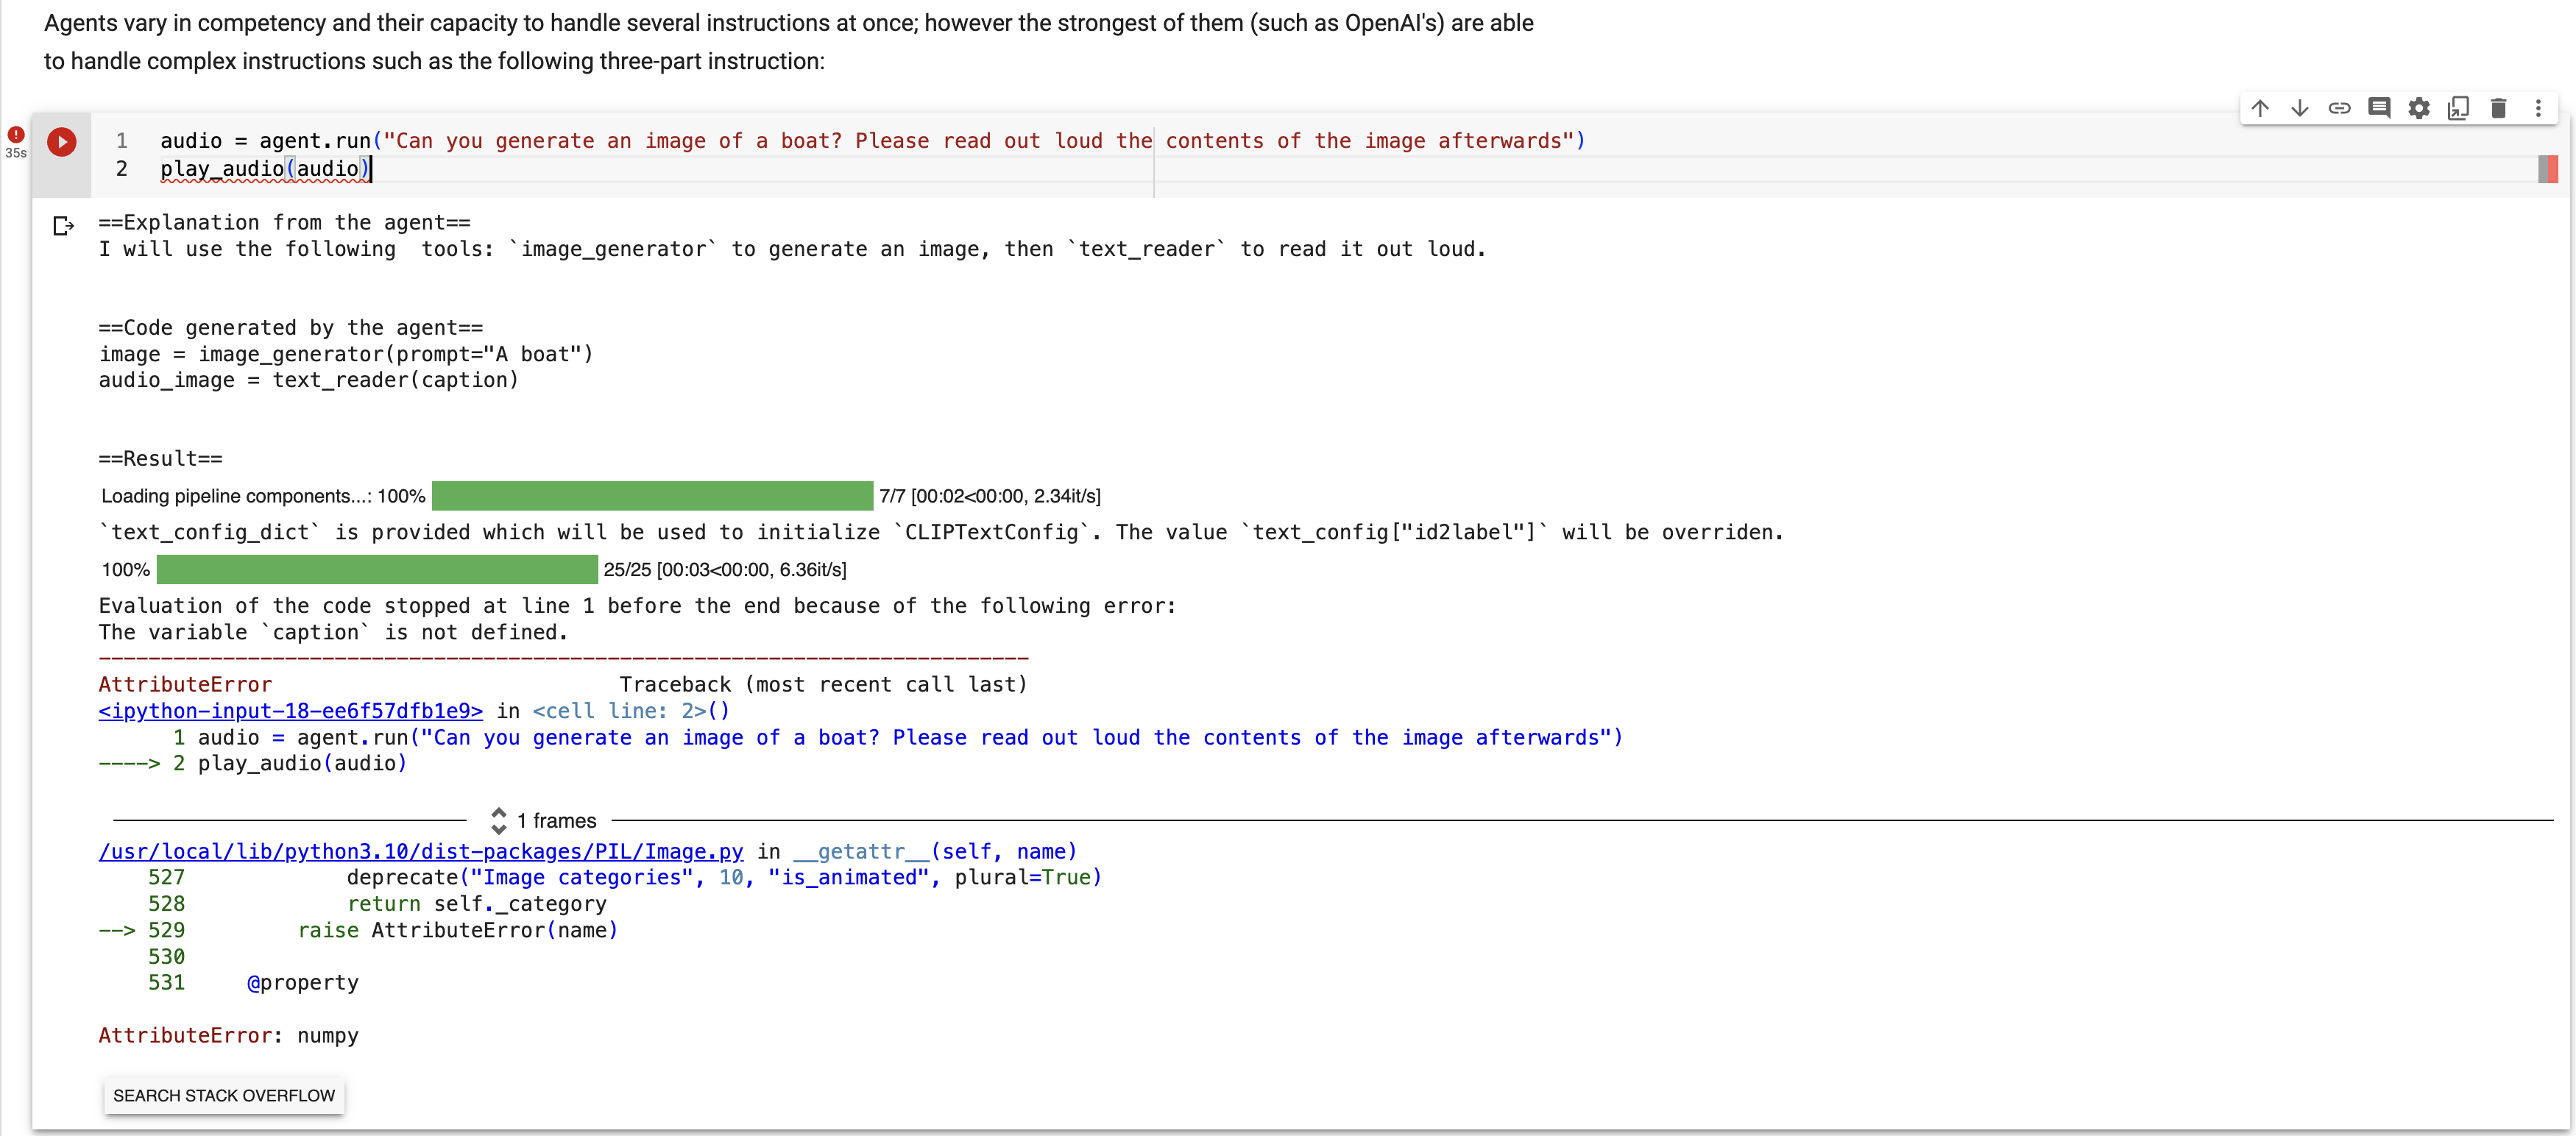 Agents vary in competency and their capacity to handle several instructions at once; however the strongest of them (such as OpenAI's) are able
to handle complex instructions such as the following three-part instruction:
35s
1 audio = agent.run("Can you generate an image of a boat? Please read out loud the contents of the image afterwards")
2 play_audio(audio)
==Explanation from the agent==
I will use the following  tools: `image_generator` to generate an image, then `text_reader` to read it out loud.
==Code generated by the agent==
image = image_generator(prompt="A boat")
audio_image = text_reader(caption)
==Result==
Loading pipeline components...: 100% 7/7 [00:02<00:00, 2.34it/s]
`text_config_dict` is provided which will be used to initialize `CLIPTextConfig`. The value `text_config["id2label"]` will be overriden.
100% 25/25 [00:03<00:00, 6.36it/s]
Evaluation of the code stopped at line 1 before the end because of the following error:
The variable `caption` is not defined.
---------------------------------------------------------------------------
AttributeError                            Traceback (most recent call last)
<ipython-input-18-ee6f57dfb1e9> in <cell line: 2>()
      1 audio = agent.run("Can you generate an image of a boat? Please read out loud the contents of the image afterwards")
----> 2 play_audio(audio)
1 frames
/usr/local/lib/python3.10/dist-packages/PIL/Image.py in __getattr__(self, name)
    527             deprecate("Image categories", 10, "is_animated", plural=True)
    528             return self._category
--> 529         raise AttributeError(name)
    530
    531     @property
AttributeError: numpy
SEARCH STACK OVERFLOW